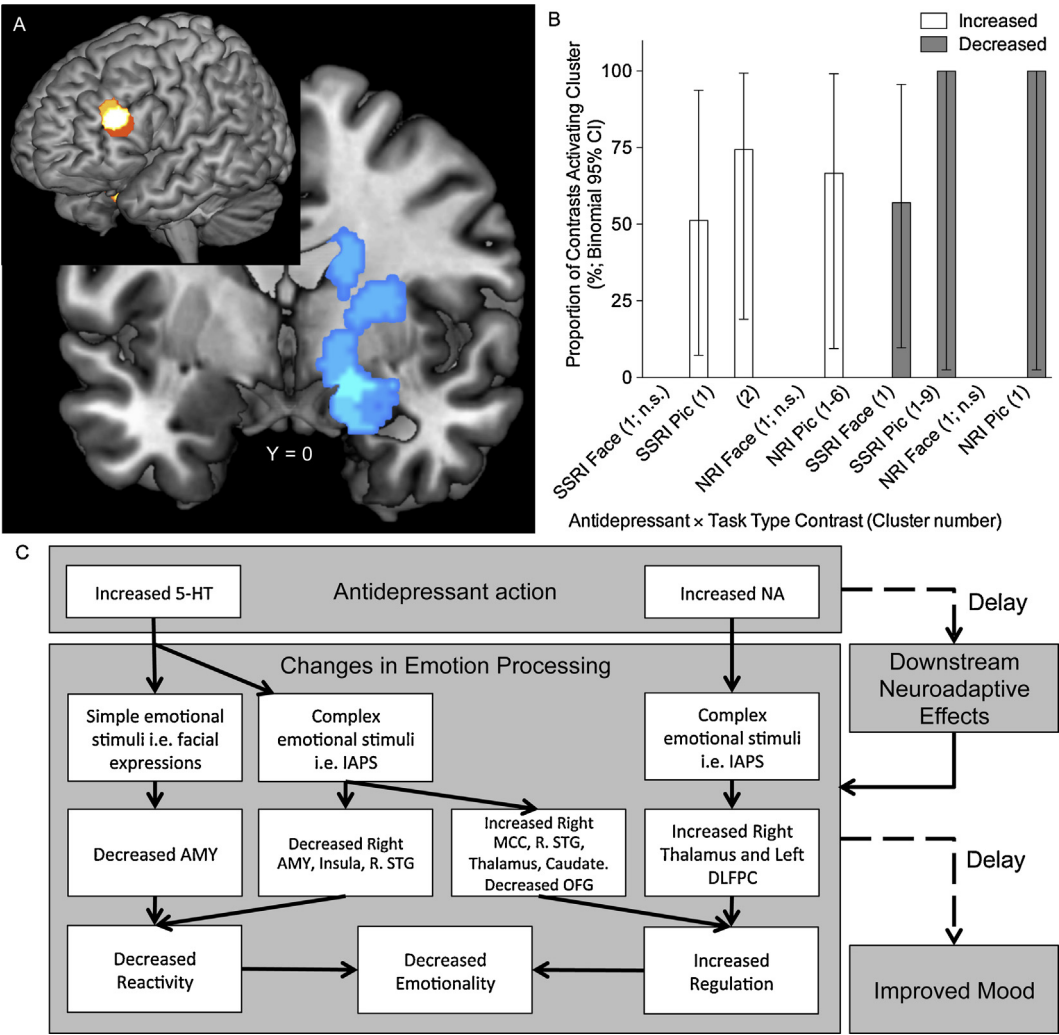 A
Y = 0
B
Increased
Decreased
Proportion of Contrasts Activating Cluster
(%; Binomial 95% CI)
100
75
50
25
0
SSRI Face (1; n.s.)
SSRI Pic (1)
(2)
NRI Face (1; n.s.)
NRI Pic (1-6)
SSRI Face (1)
SSRI Pic (1-9)
NRI Face (1; n.s)
NRI Pic (1)
Antidepressant × Task Type Contrast (Cluster number)
C
Increased 5-HT
Antidepressant action
Increased NA
Delay
Changes in Emotion Processing
Downstream
Neuroadaptive
Effects
Simple emotional
stimuli i.e. facial
expressions
Complex
emotional stimuli
i.e. IAPS
Complex
emotional stimuli
i.e. IAPS
Decreased AMY
Decreased Right
AMY, Insula, R. STG
Increased Right
MCC, R. STG,
Thalamus, Caudate.
Decreased OFG
Increased Right
Thalamus and Left
DLFPC
Delay
Decreased
Reactivity
Decreased
Emotionality
Increased
Regulation
Improved Mood